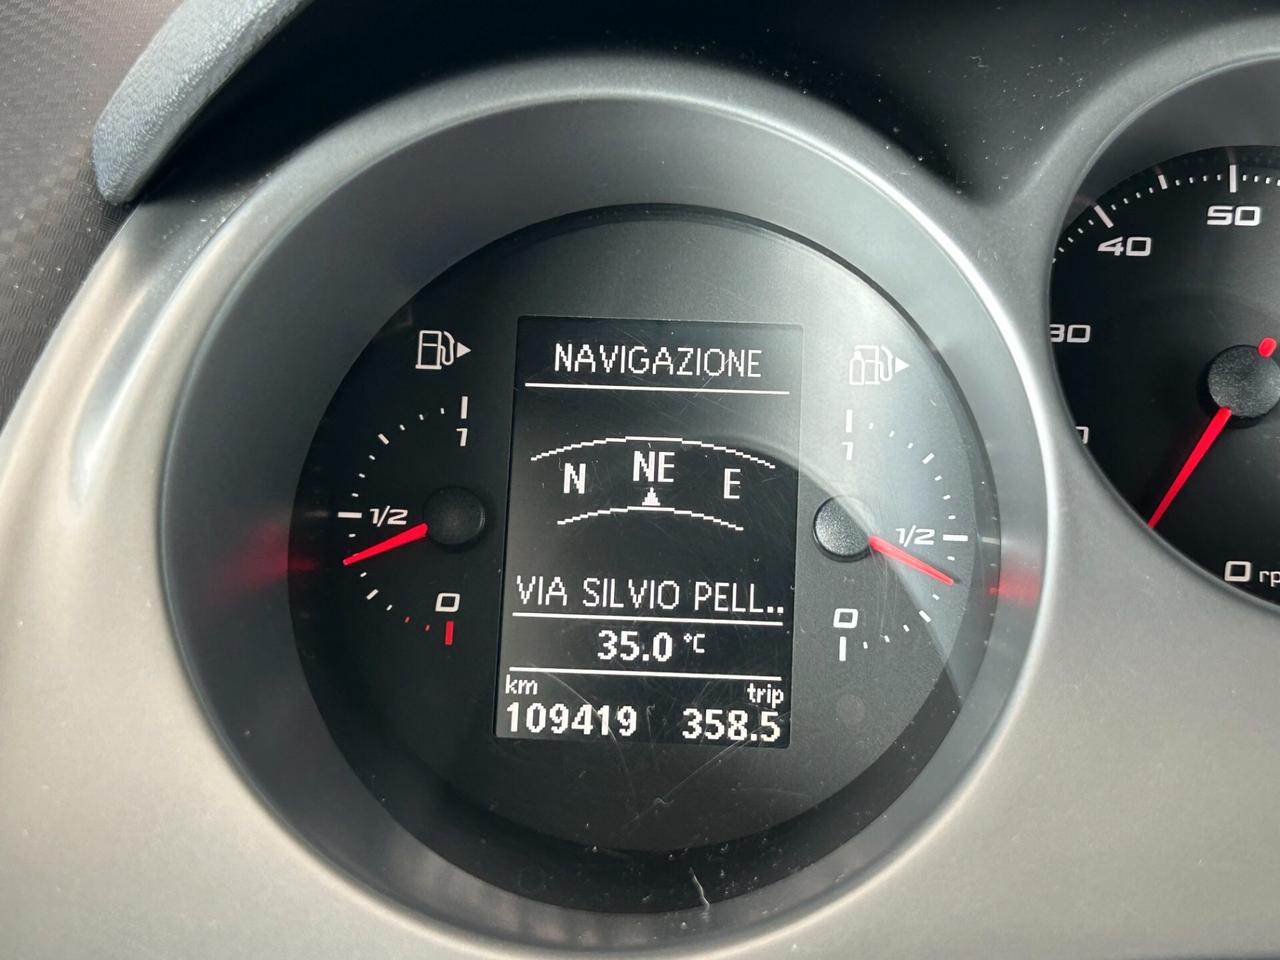 NAVIGAZIONE
N NE E
VIA SILVIO PELL..
35.0 °C
km trip
109419 358.5
1
1/2
0
1
1/2
0
30
40
50
0